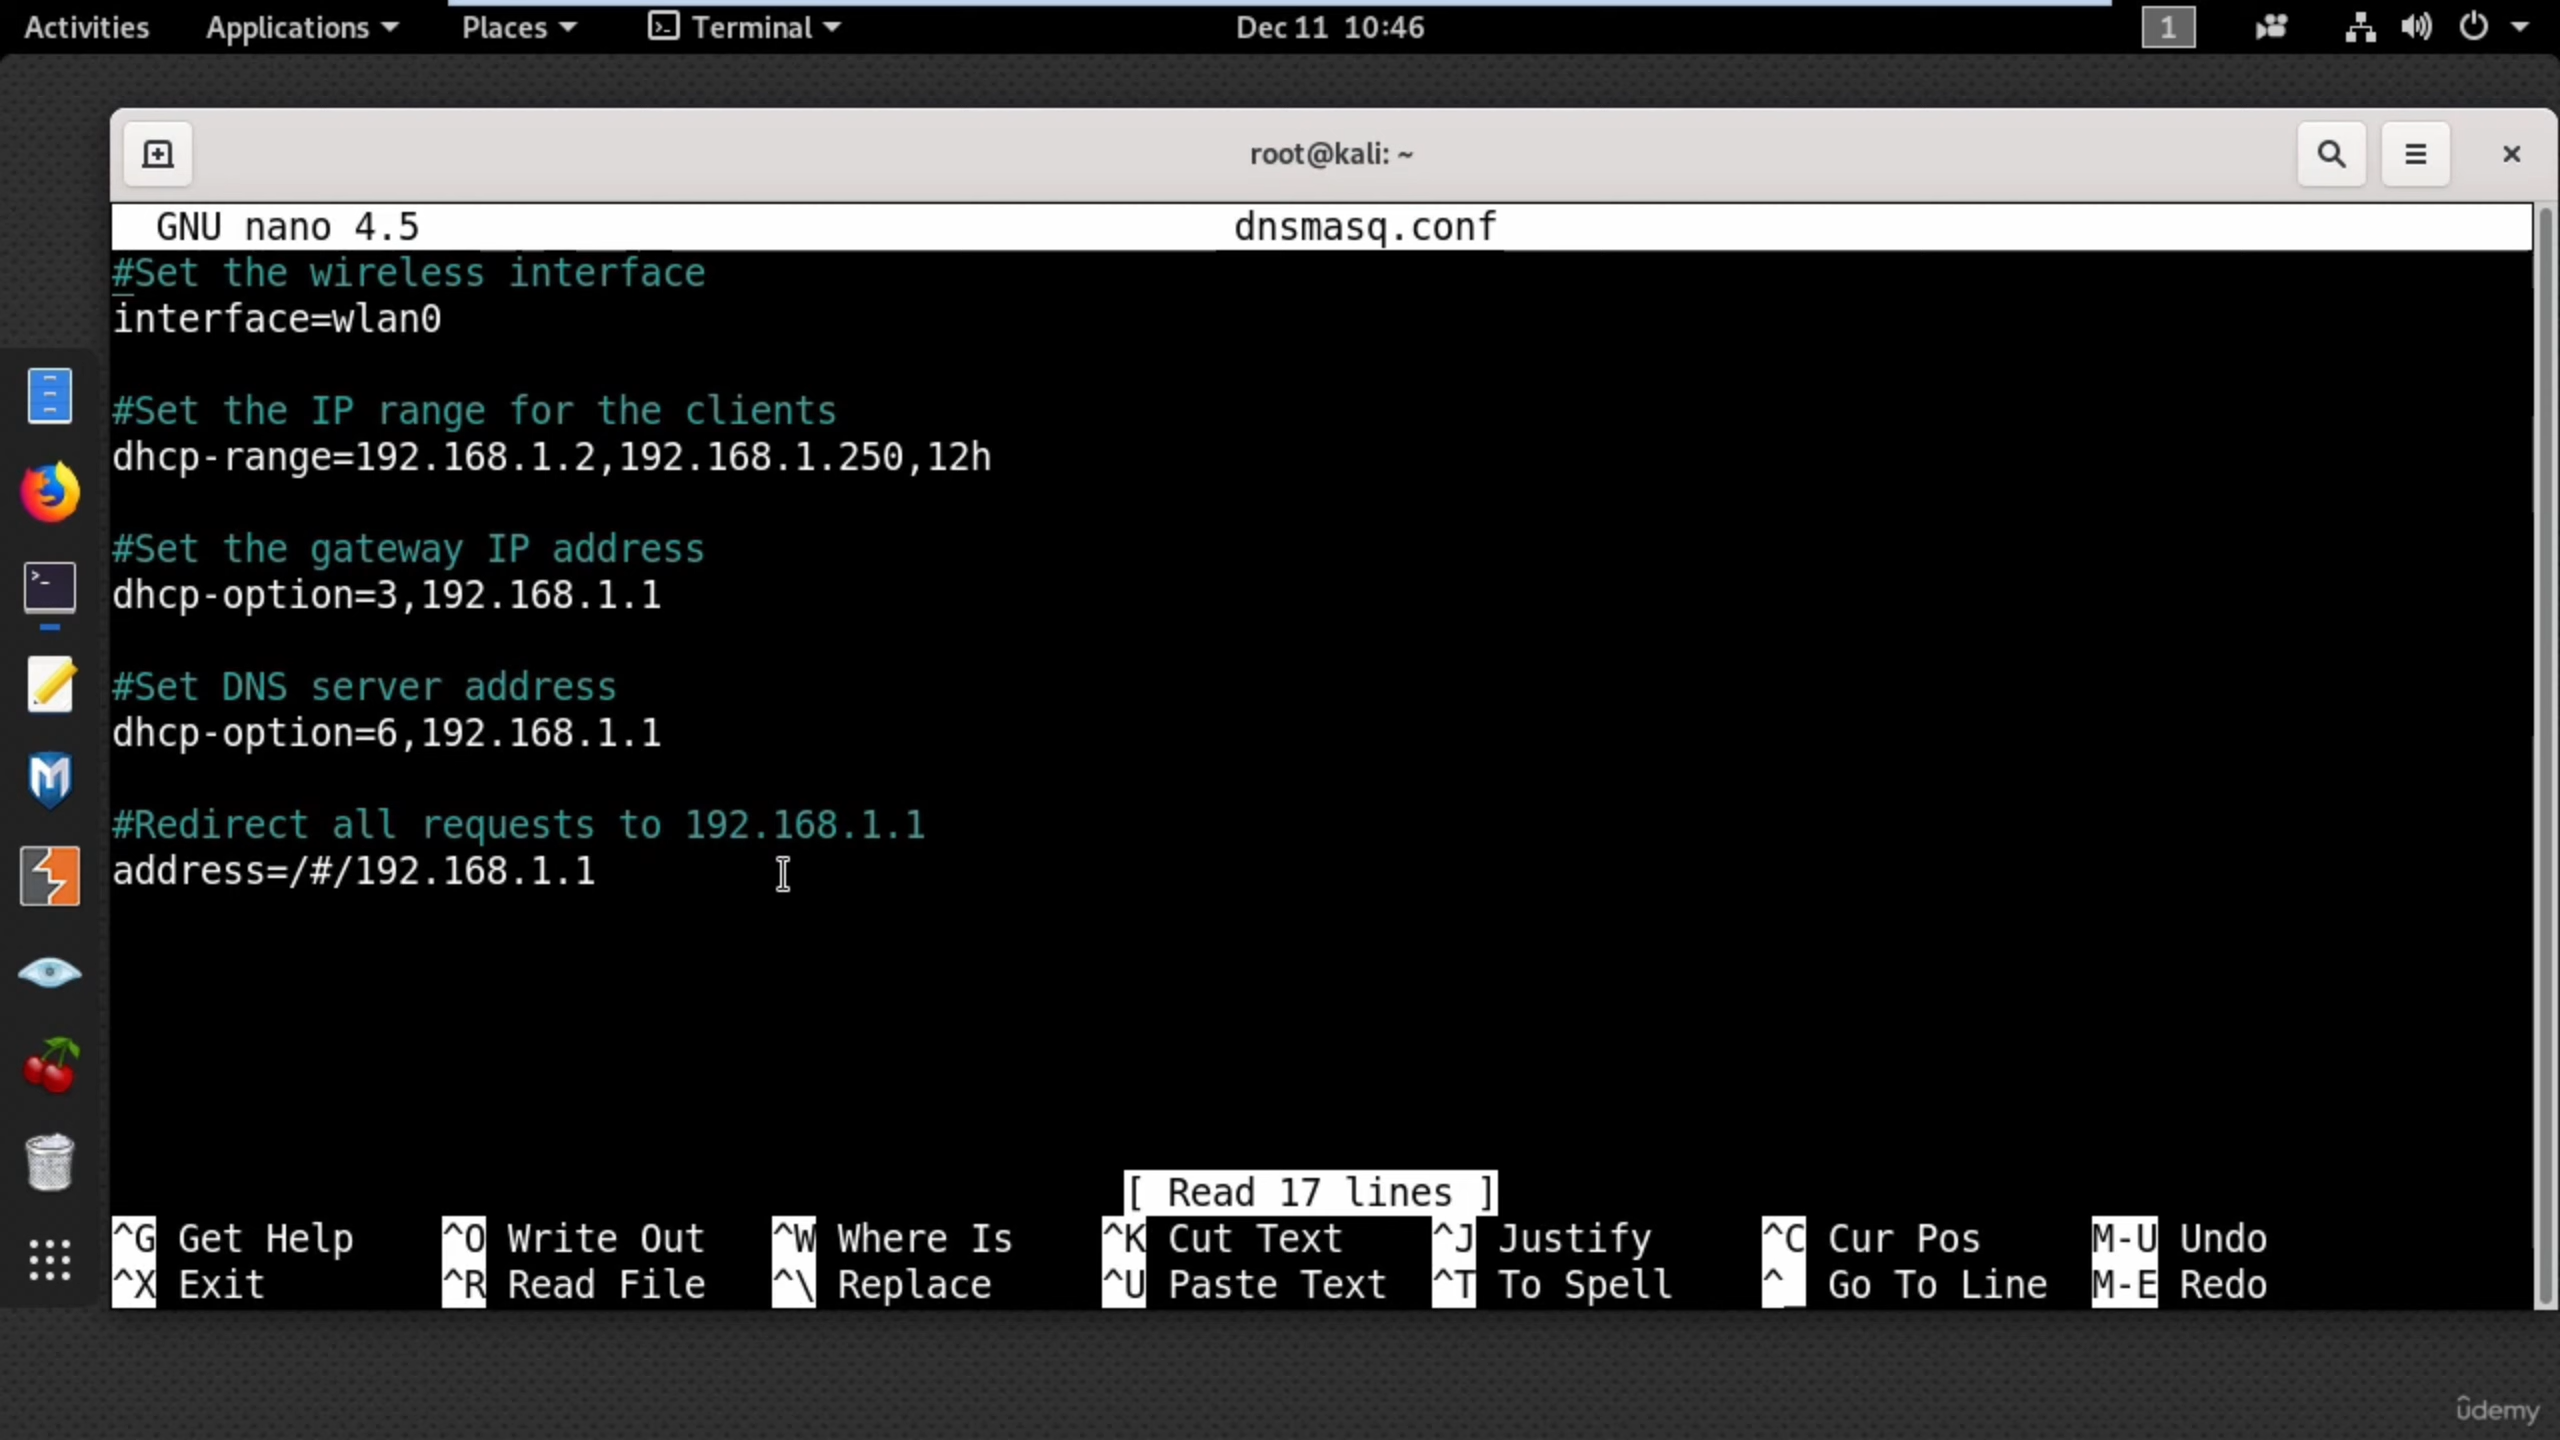 Activities Applications Places Terminal Dec 11 10:46 1
root@kali: ~
GNU nano 4.5 dnsmasq.conf
#Set the wireless interface
interface=wlan0
#Set the IP range for the clients
dhcp-range=192.168.1.2,192.168.1.250,12h
#Set the gateway IP address
dhcp-option=3,192.168.1.1
#Set DNS server address
dhcp-option=6,192.168.1.1
#Redirect all requests to 192.168.1.1
address=/#/192.168.1.1
[ Read 17 lines ]
^G Get Help ^O Write Out ^W Where Is ^K Cut Text ^J Justify ^C Cur Pos M-U Undo
^X Exit ^R Read File ^\ Replace ^U Paste Text ^T To Spell ^_ Go To Line M-E Redo
ûdemy